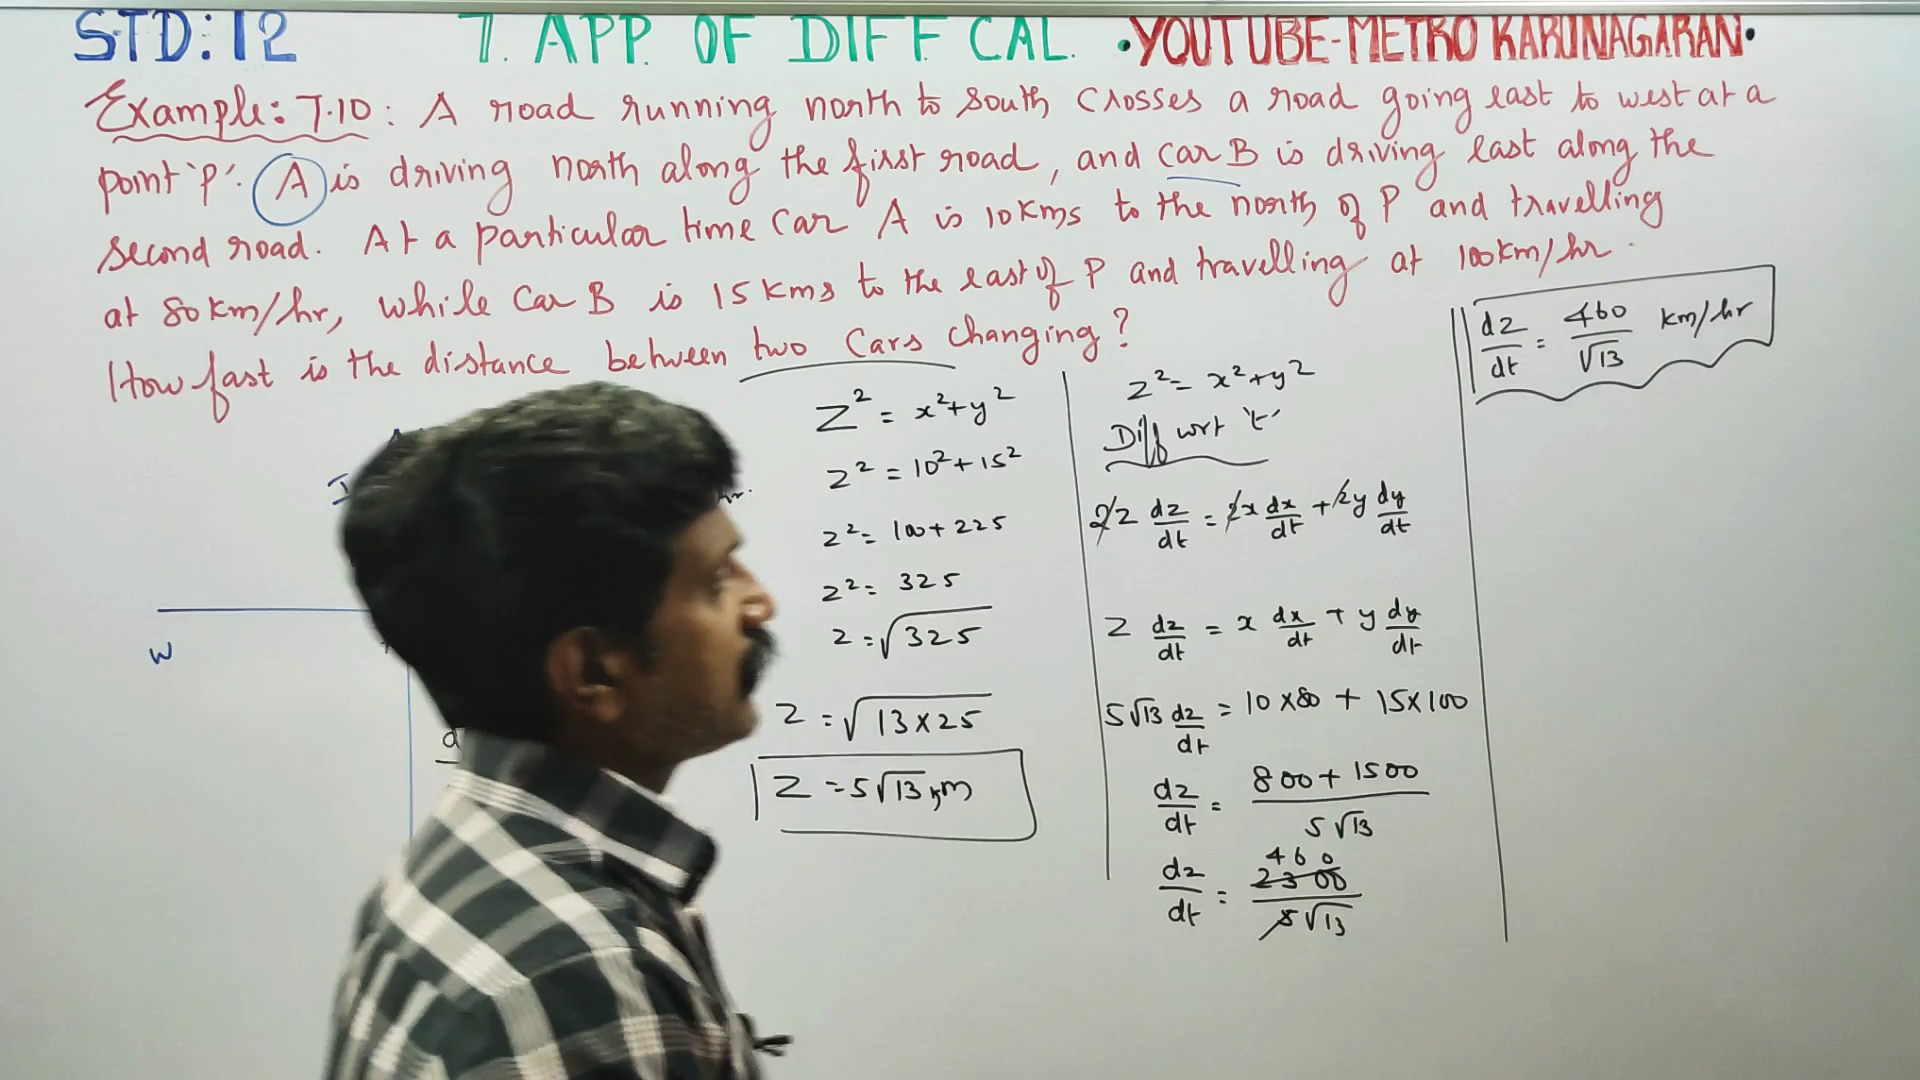 STD:12 7. APP. OF DIFF CAL. •YOUTUBE-METRO KARUNAGARAN•
Example: 7.10: A road running north to south crosses a road going east to west at a
point 'P'. A is driving north along the first road, and car B is driving east along the
second road. At a particular time car A is 10kms to the north of P and travelling
at 80km/hr, while Car B is 15kms to the east of P and travelling at 100km/hr.
How fast is the distance between two Cars changing?
W
Z² = x²+y²
z² = 10²+15²
z² = 100+225
z² = 325
z = √325
z = √13×25
Z = 5√13 km
z² = x²+y²
Diff wrt 't'
2z dz/dt = 2x dx/dt + 2y dy/dt
z dz/dt = x dx/dt + y dy/dt
5√13 dz/dt = 10×80 + 15×100
dz/dt = 800+1500 / 5√13
460
dz/dt = 2300 / 5√13
dz/dt = 460/√13 km/hr